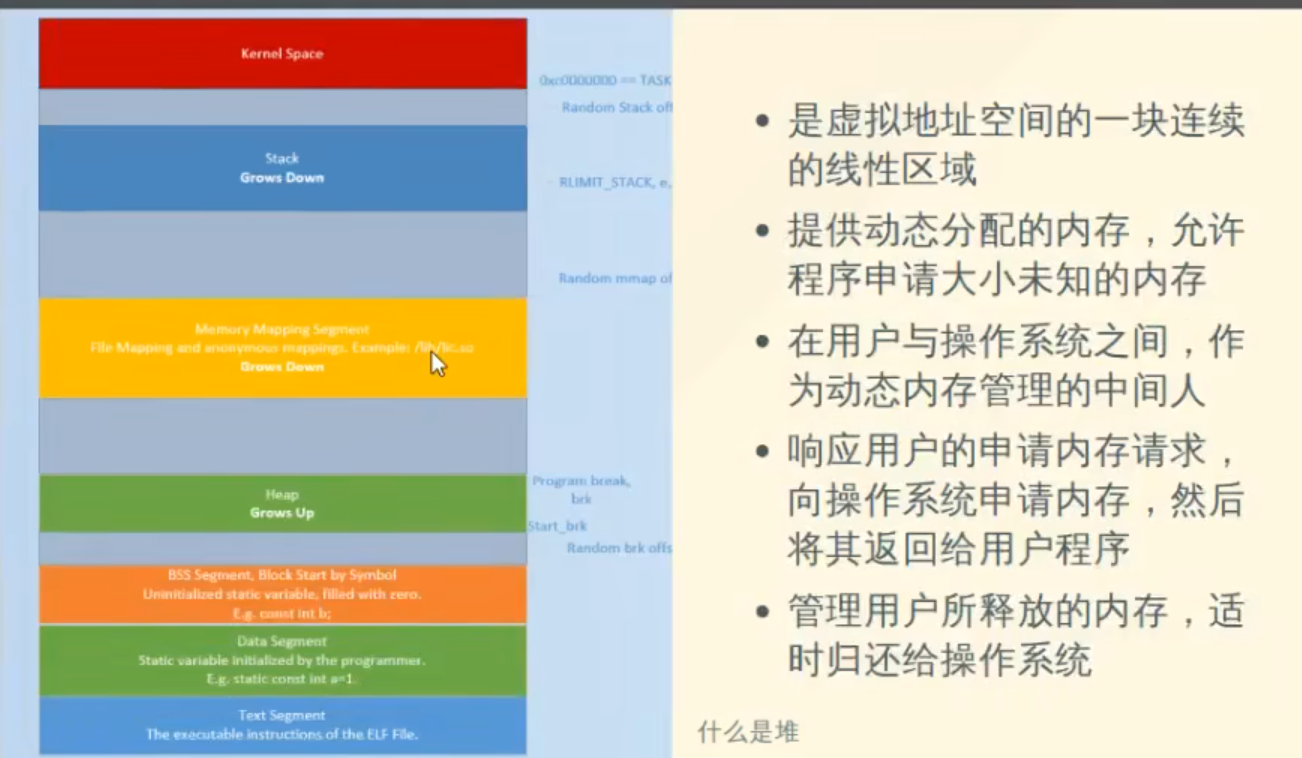 Kernel Space
0xc0000000 == TASK
Random Stack off
Stack
Grows Down
RLIMIT_STACK, e,
Random mmap of
Memory Mapping Segment
File Mapping and anonymous mappings. Example: /lib/lic.so
Grows Down
Program break,
brk
Heap
Grows Up
Start_brk
Random brk offs
BSS Segment, Block Start by Symbol
Uninitialized static variable, filled with zero.
E.g. const int b;
Data Segment
Static variable initialized by the programmer.
E.g. static const int a=1.
Text Segment
The executable instructions of the ELF File.
• 是虚拟地址空间的一块连续
的线性区域
• 提供动态分配的内存，允许
程序申请大小未知的内存
• 在用户与操作系统之间，作
为动态内存管理的中间人
• 响应用户的申请内存请求，
向操作系统申请内存，然后
将其返回给用户程序
• 管理用户所释放的内存，适
时归还给操作系统
什么是堆